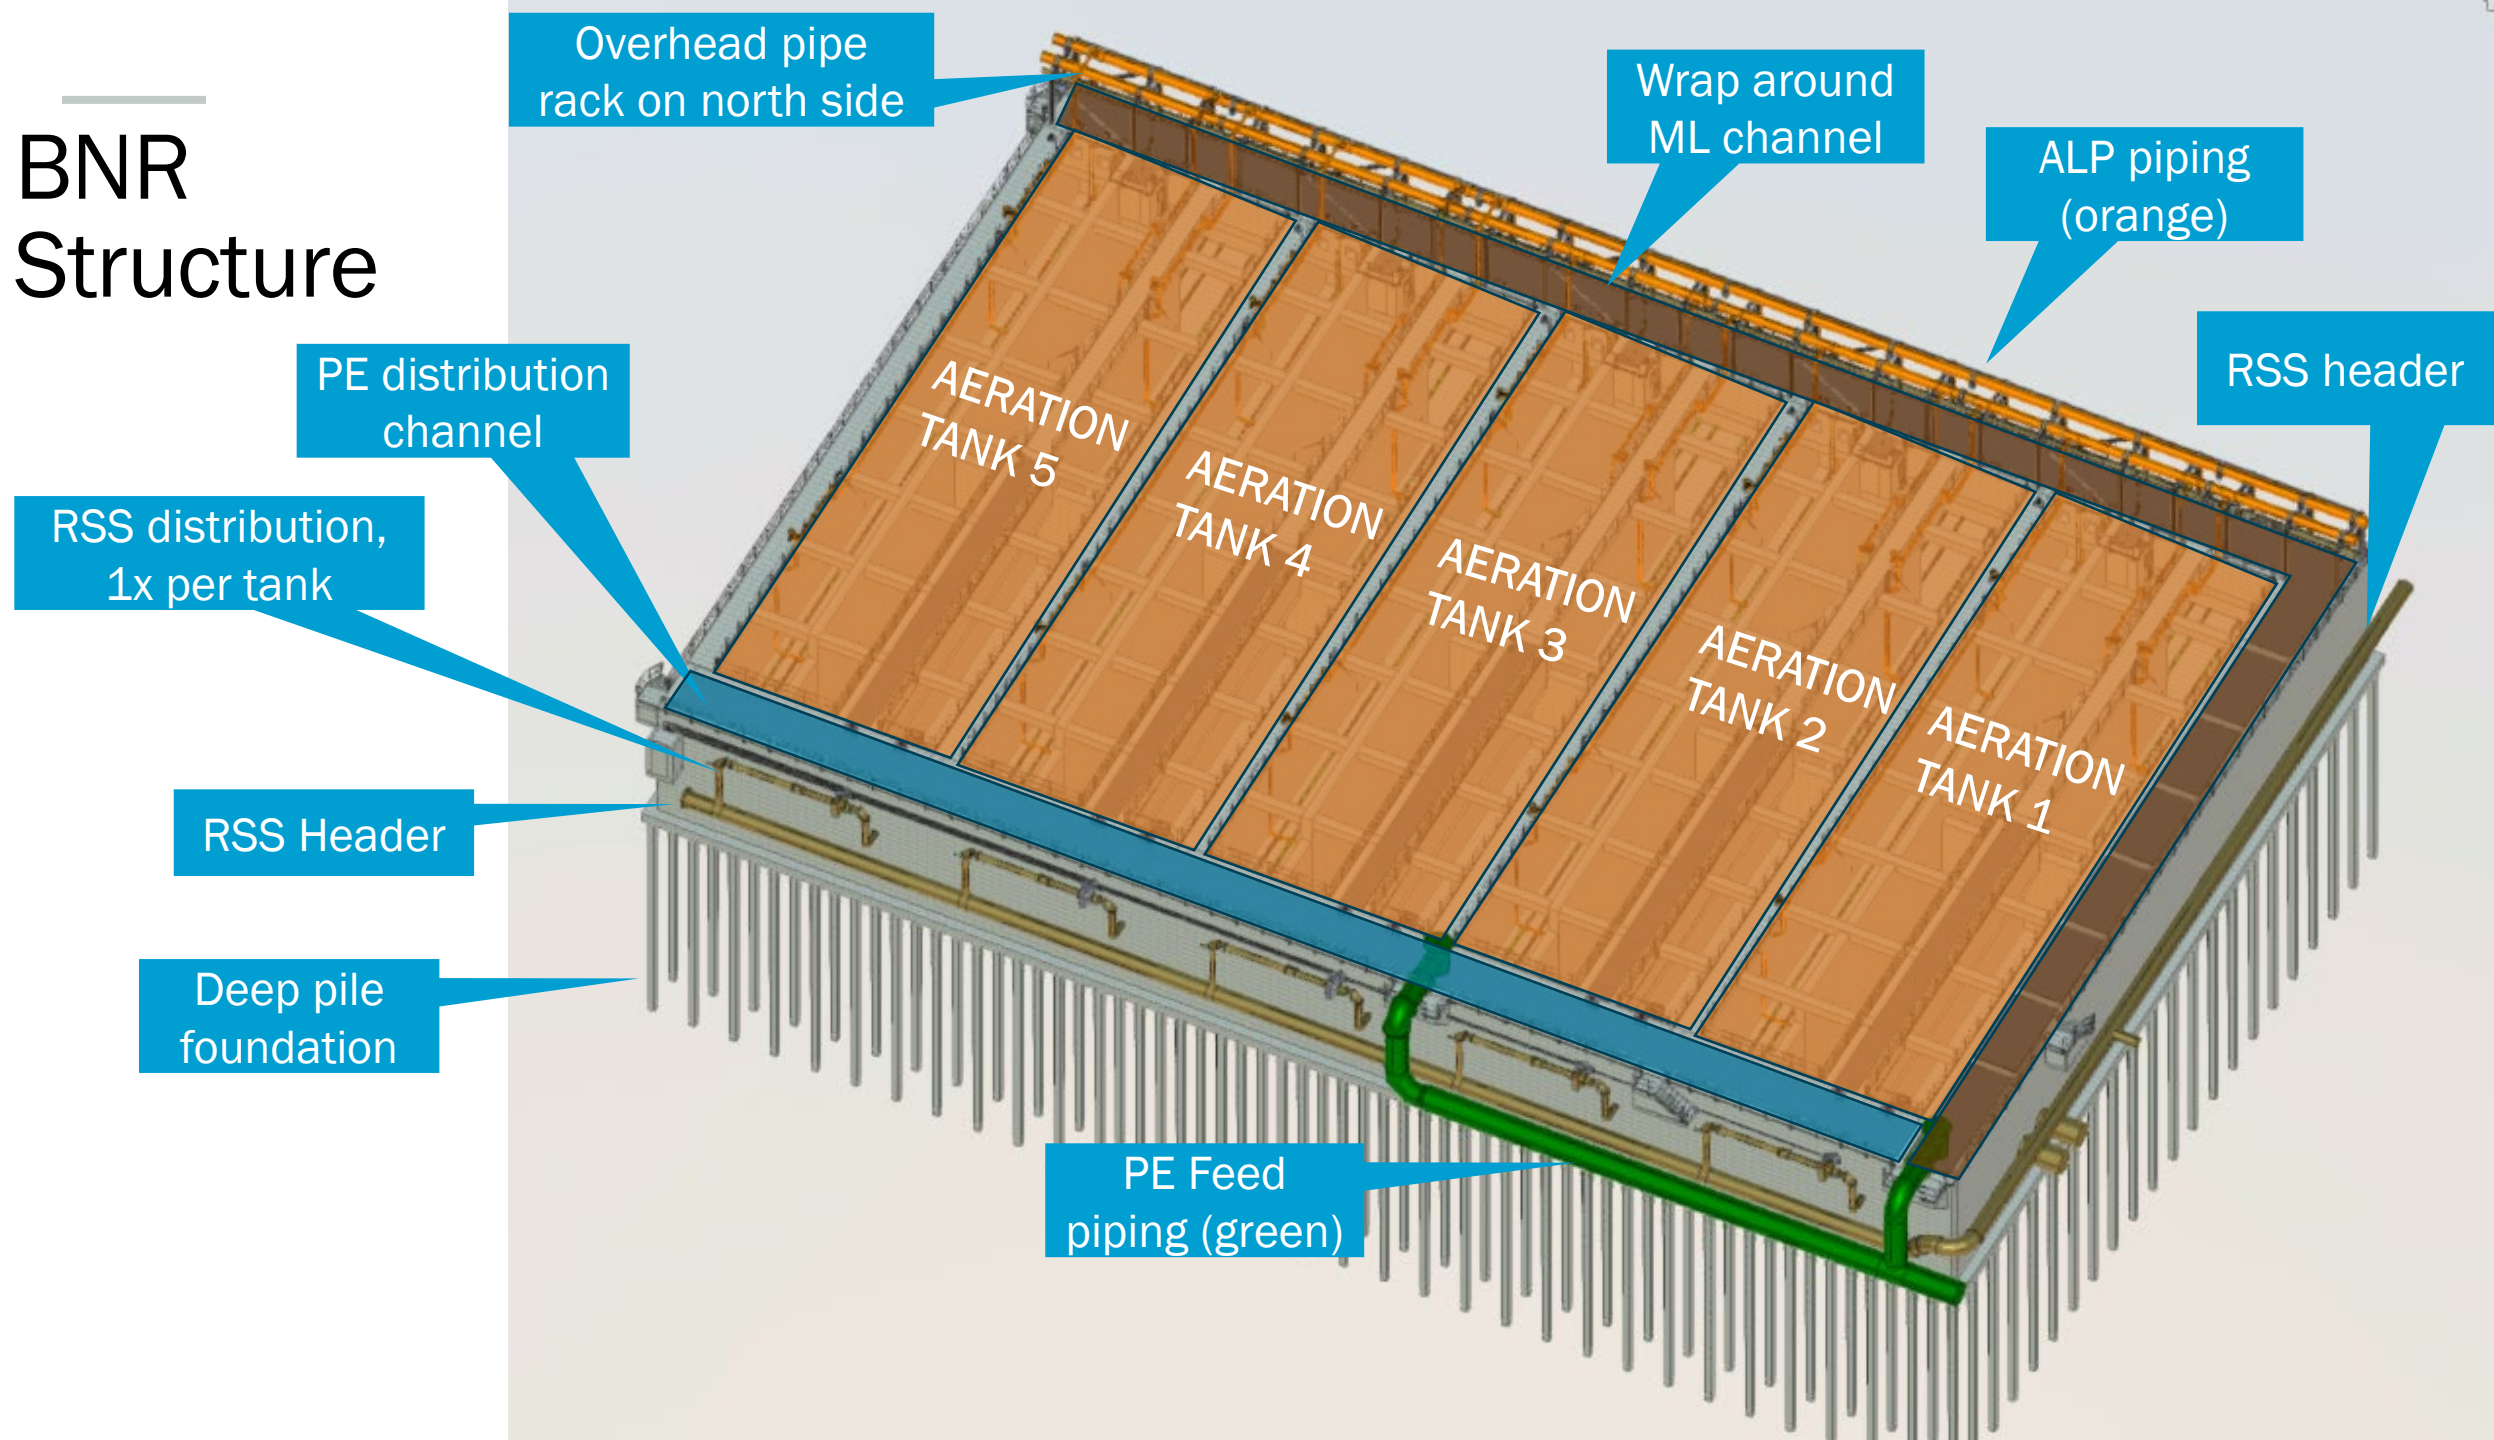 BNR
Structure
Overhead pipe
rack on north side
Wrap around
ML channel
ALP piping
(orange)
RSS header
PE distribution
channel
RSS distribution,
1x per tank
RSS Header
Deep pile
foundation
PE Feed
piping (green)
AERATION
TANK 5
AERATION
TANK 4
AERATION
TANK 3
AERATION
TANK 2
AERATION
TANK 1